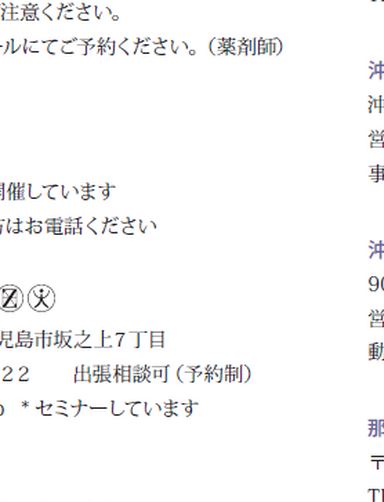 注意ください。
ールにてご予約ください。（薬剤師）
開催しています
方はお電話ください
Ⓩ
児島市坂之上7丁目
２２　　出張相談可（予約制）
＊セミナーしています
沖
沖
営
事
沖
90
営
動
那
〒